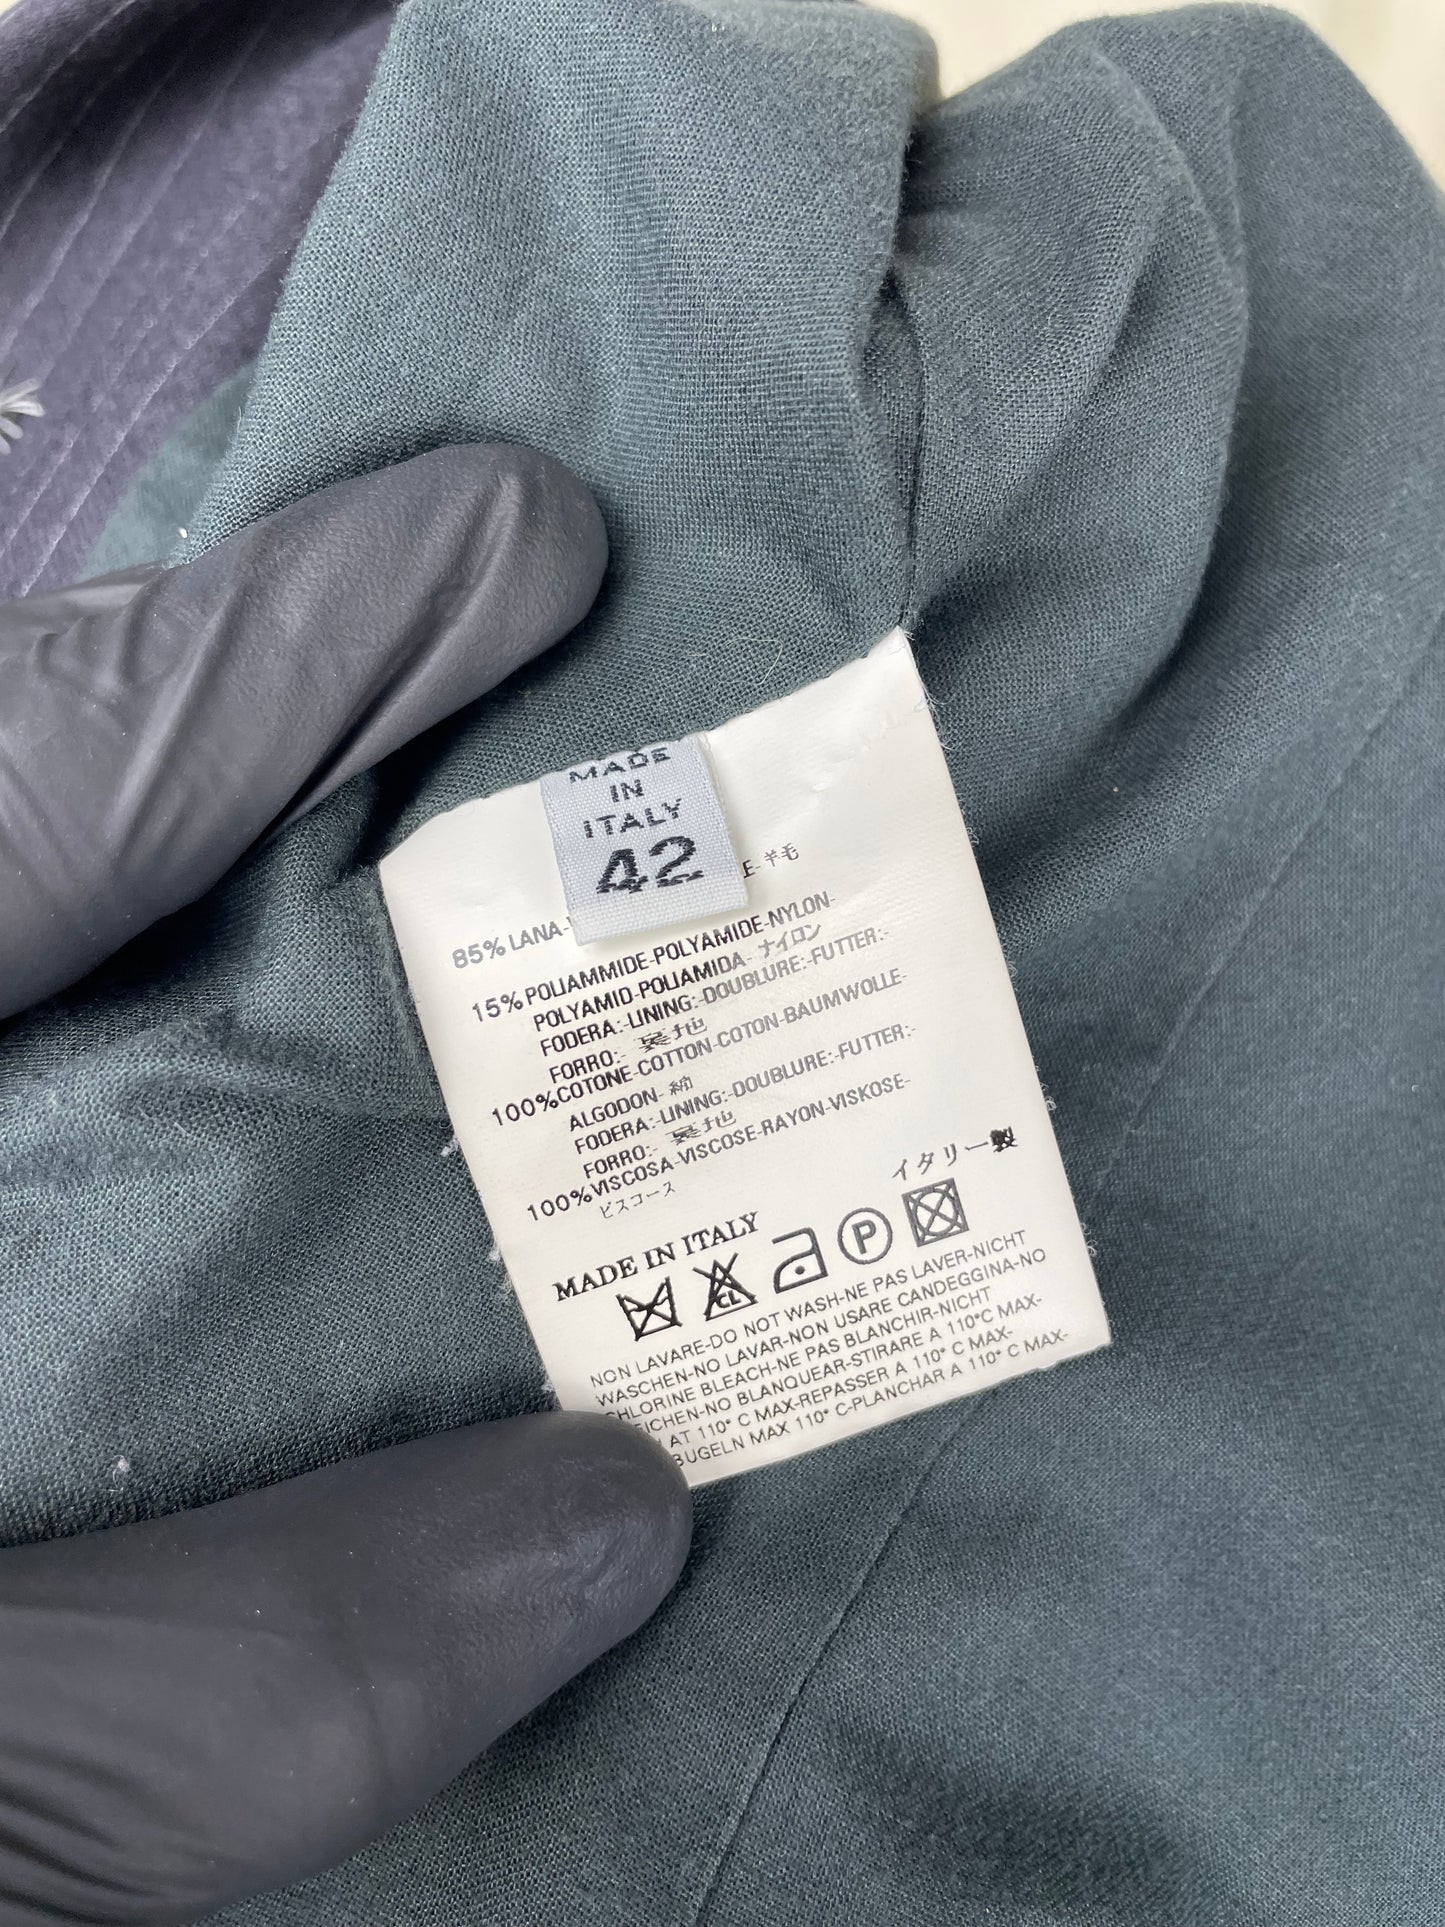 MADE
IN
ITALY
42
85% LANA- E-羊毛
15% POLIAMMIDE-POLYAMIDE-NYLON-
POLYAMID-POLIAMIDA-ナイロン
FODERA:-LINING:-DOUBLURE:-FUTTER:-
FORRO:- 裏地
100%COTONE-COTTON-COTON-BAUMWOLLE-
ALGODON- 綿
FODERA:-LINING:-DOUBLURE:-FUTTER:-
FORRO:- 裏地
100%VISCOSA-VISCOSE-RAYON-VISKOSE-
ビスコース
イタリー製
MADE IN ITALY
CL P
NON LAVARE-DO NOT WASH-NE PAS LAVER-NICHT
WASCHEN-NO LAVAR-NON USARE CANDEGGINA-NO
CHLORINE BLEACH-NE PAS BLANCHIR-NICHT
EICHEN-NO BLANQUEAR-STIRARE A 110°C MAX-
AT 110° C MAX-REPASSER A 110° C MAX-
BUGELN MAX 110° C-PLANCHAR A 110° C MAX-